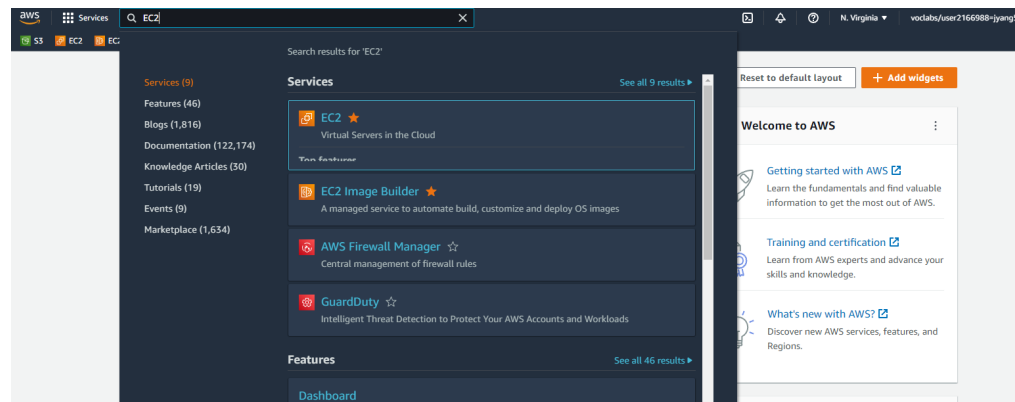 aws
Services
EC2
N. Virginia
voclabs/user2166988=jyang5
S3
EC2
Search results for 'EC2'
Services (9)
Features (46)
Blogs (1,816)
Documentation (122,174)
Knowledge Articles (30)
Tutorials (19)
Events (9)
Marketplace (1,634)
Services
See all 9 results
EC2
Virtual Servers in the Cloud
Top features
EC2 Image Builder
A managed service to automate build, customize and deploy OS images
AWS Firewall Manager
Central management of firewall rules
GuardDuty
Intelligent Threat Detection to Protect Your AWS Accounts and Workloads
Features
See all 46 results
Dashboard
Reset to default layout
+ Add widgets
Welcome to AWS
Getting started with AWS
Learn the fundamentals and find valuable
information to get the most out of AWS.
Training and certification
Learn from AWS experts and advance your
skills and knowledge.
What's new with AWS?
Discover new AWS services, features, and
Regions.